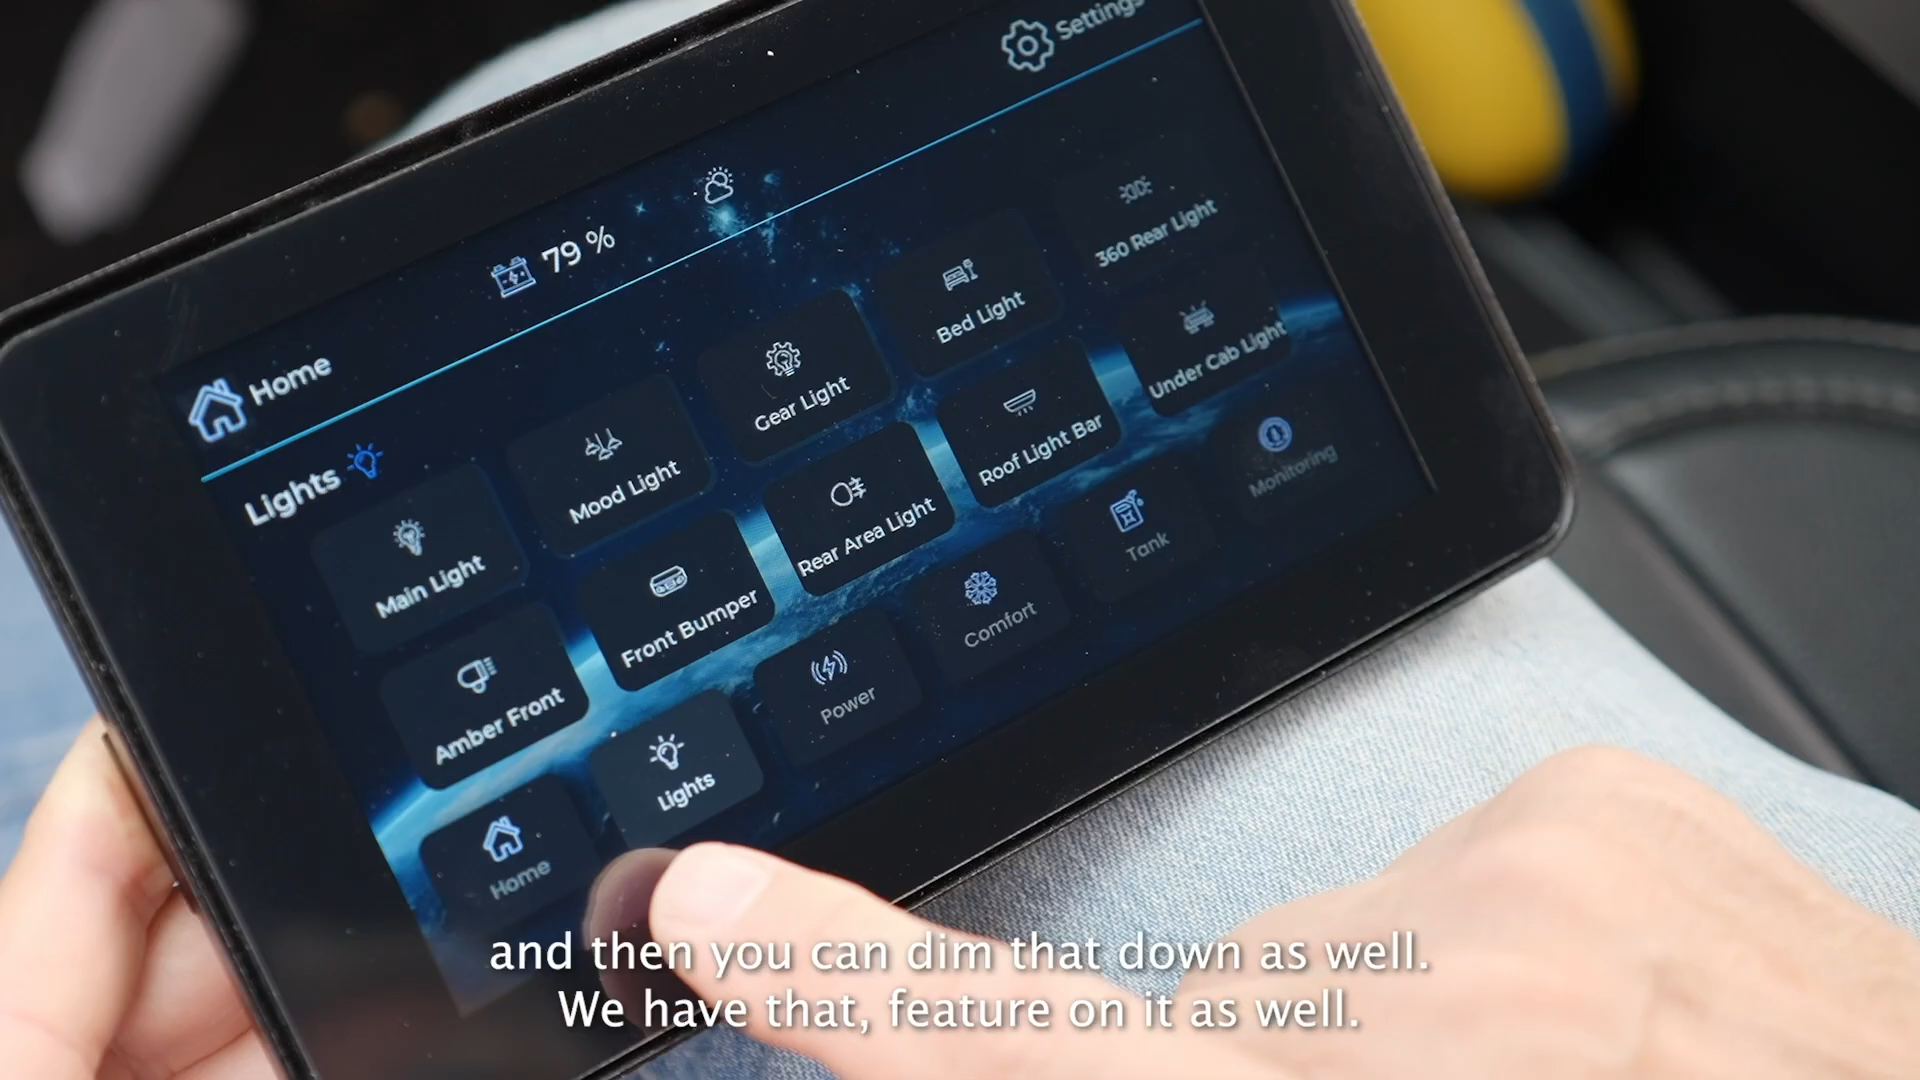 Settings
79 %
Home
Lights
Main Light
Mood Light
Gear Light
Bed Light
360 Rear Light
Amber Front
Front Bumper
Rear Area Light
Roof Light Bar
Under Cab Light
Home
Lights
Power
Comfort
Tank
Monitoring
and then you can dim that down as well.
We have that, feature on it as well.